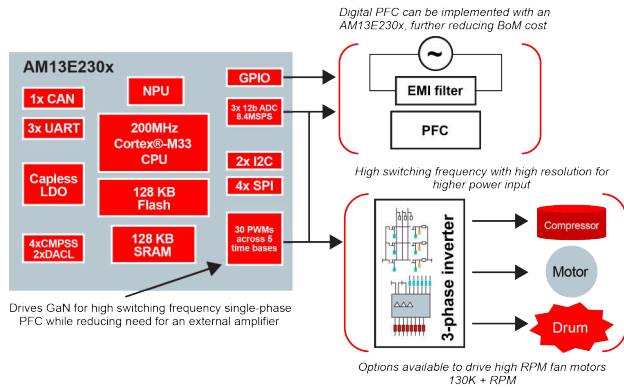 Digital PFC can be implemented with an
AM13E230x, further reducing BoM cost
AM13E230x
NPU
GPIO
1x CAN
3x 12b ADC
8.4MSPS
3x UART
200MHz
Cortex®-M33
CPU
EMI filter
PFC
Capless
LDO
2x I2C
4x SPI
128 KB
Flash
High switching frequency with high resolution for
higher power input
4xCMPSS
2xDACL
128 KB
SRAM
30 PWMs
across 5
time bases
3-phase inverter
Compressor
Motor
Drum
Drives GaN for high switching frequency single-phase
PFC while reducing need for an external amplifier
Options available to drive high RPM fan motors
130K + RPM